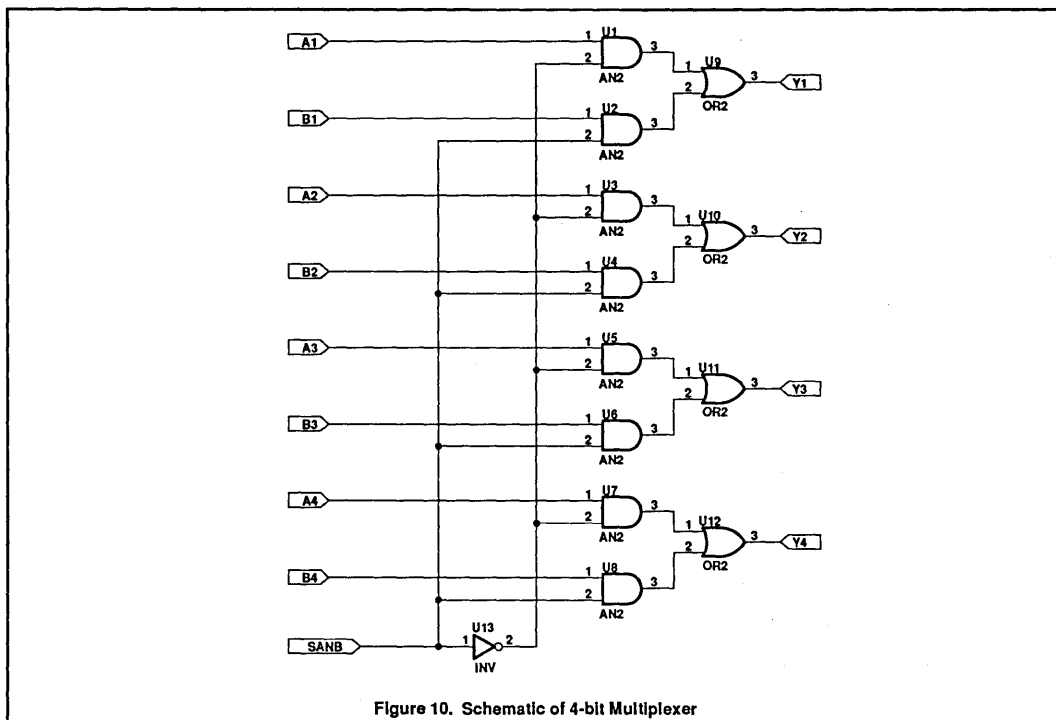 A1
1
2
U1
3
AN2
1
2
U9
3
OR2
Y1
B1
1
2
U2
3
AN2
A2
1
2
U3
3
AN2
1
2
U10
3
OR2
Y2
B2
1
2
U4
3
AN2
A3
1
2
U5
3
AN2
1
2
U11
3
OR2
Y3
B3
1
2
U6
3
AN2
A4
1
2
U7
3
AN2
1
2
U12
3
OR2
Y4
B4
1
2
U8
3
AN2
SANB
1
U13
2
INV
Figure 10. Schematic of 4-bit Multiplexer